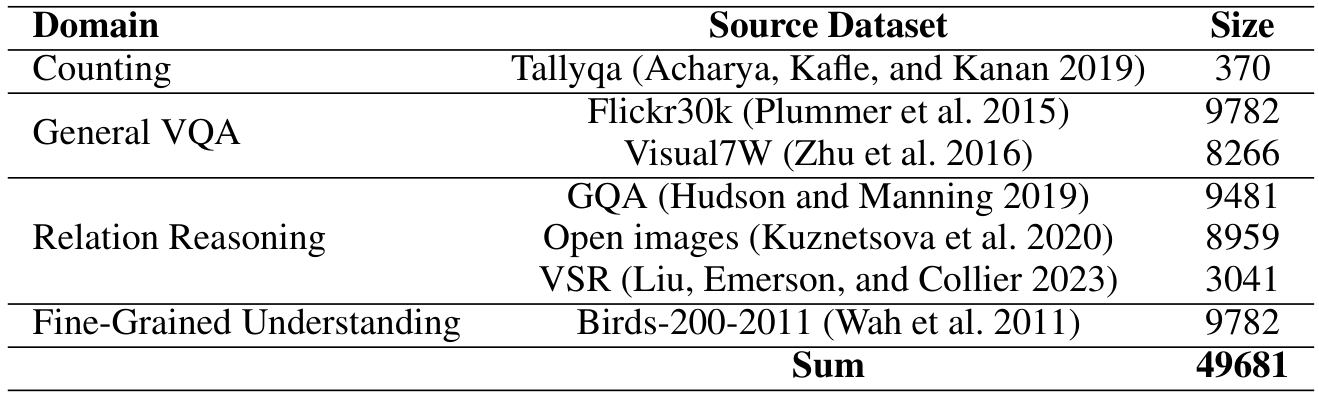 Domain Source Dataset Size
Counting Tallyqa (Acharya, Kafle, and Kanan 2019) 370
General VQA Flickr30k (Plummer et al. 2015) 9782
Visual7W (Zhu et al. 2016) 8266
Relation Reasoning GQA (Hudson and Manning 2019) 9481
Open images (Kuznetsova et al. 2020) 8959
VSR (Liu, Emerson, and Collier 2023) 3041
Fine-Grained Understanding Birds-200-2011 (Wah et al. 2011) 9782
Sum 49681